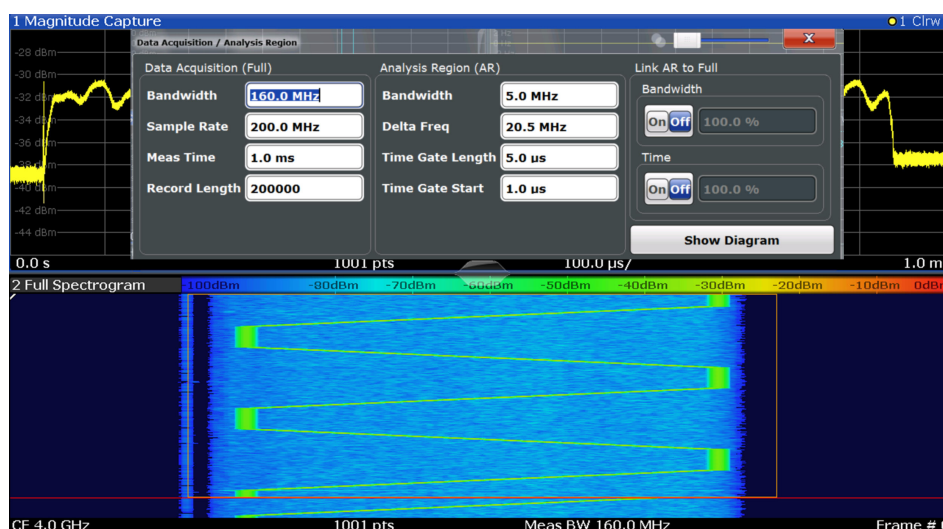 1 Magnitude Capture
1 Clrw
Data Acquisition / Analysis Region
X
-28 dBm
-30 dBm
-32 dBm
-34 dBm
-36 dBm
-38 dBm
-40 dBm
-42 dBm
-44 dBm
Data Acquisition (Full)
Bandwidth 160.0 MHz
Sample Rate 200.0 MHz
Meas Time 1.0 ms
Record Length 200000
Analysis Region (AR)
Bandwidth 5.0 MHz
Delta Freq 20.5 MHz
Time Gate Length 5.0 µs
Time Gate Start 1.0 µs
Link AR to Full
Bandwidth
On Off 100.0 %
Time
On Off 100.0 %
Show Diagram
0.0 s 1001 pts 100.0 µs/ 1.0 m
2 Full Spectrogram -100dBm -80dBm -70dBm -60dBm -50dBm -40dBm -30dBm -20dBm -10dBm 0dB
CF 4.0 GHz 1001 pts Meas BW 160.0 MHz Frame #